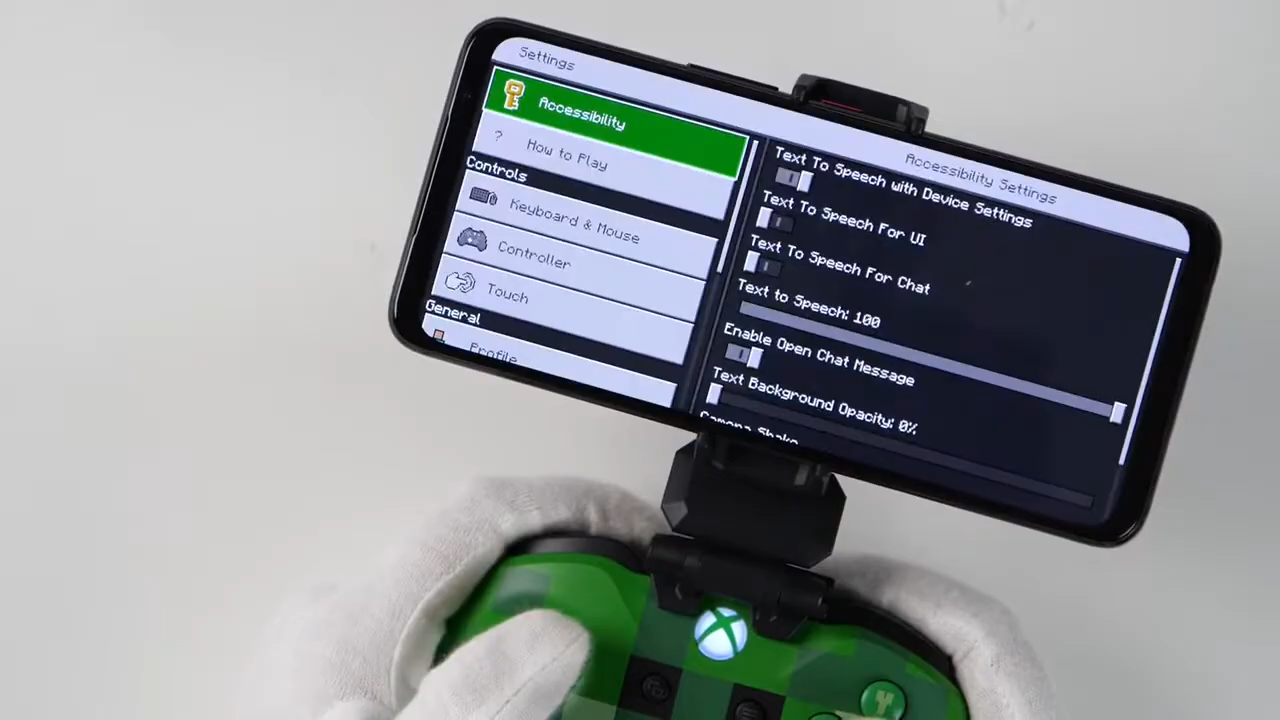 Settings
Accessibility
? How to Play
Controls
Keyboard & Mouse
Controller
Touch
General
Profile
Accessibility Settings
Text To Speech with Device Settings
Text To Speech For UI
Text To Speech For Chat
Text to Speech: 100
Enable Open Chat Message
Text Background Opacity: 0%
Camera Shake
Y